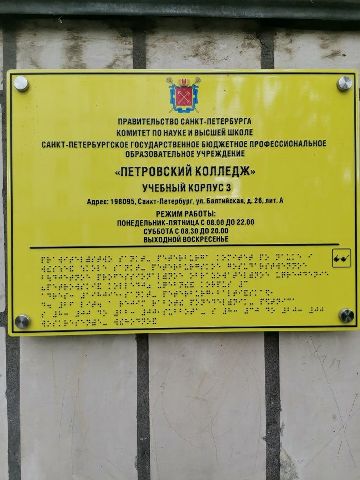 ПРАВИТЕЛЬСТВО САНКТ-ПЕТЕРБУРГА
КОМИТЕТ ПО НАУКЕ И ВЫСШЕЙ ШКОЛЕ
САНКТ-ПЕТЕРБУРГСКОЕ ГОСУДАРСТВЕННОЕ БЮДЖЕТНОЕ ПРОФЕССИОНАЛЬНОЕ
ОБРАЗОВАТЕЛЬНОЕ УЧРЕЖДЕНИЕ
«ПЕТРОВСКИЙ КОЛЛЕДЖ»
УЧЕБНЫЙ КОРПУС 3
Адрес: 198095, Санкт-Петербург, ул. Балтийская, д. 26, лит. А
РЕЖИМ РАБОТЫ:
ПОНЕДЕЛЬНИК-ПЯТНИЦА С 08.00 ДО 22.00
СУББОТА С 08.30 ДО 20.00
ВЫХОДНОЙ ВОСКРЕСЕНЬЕ